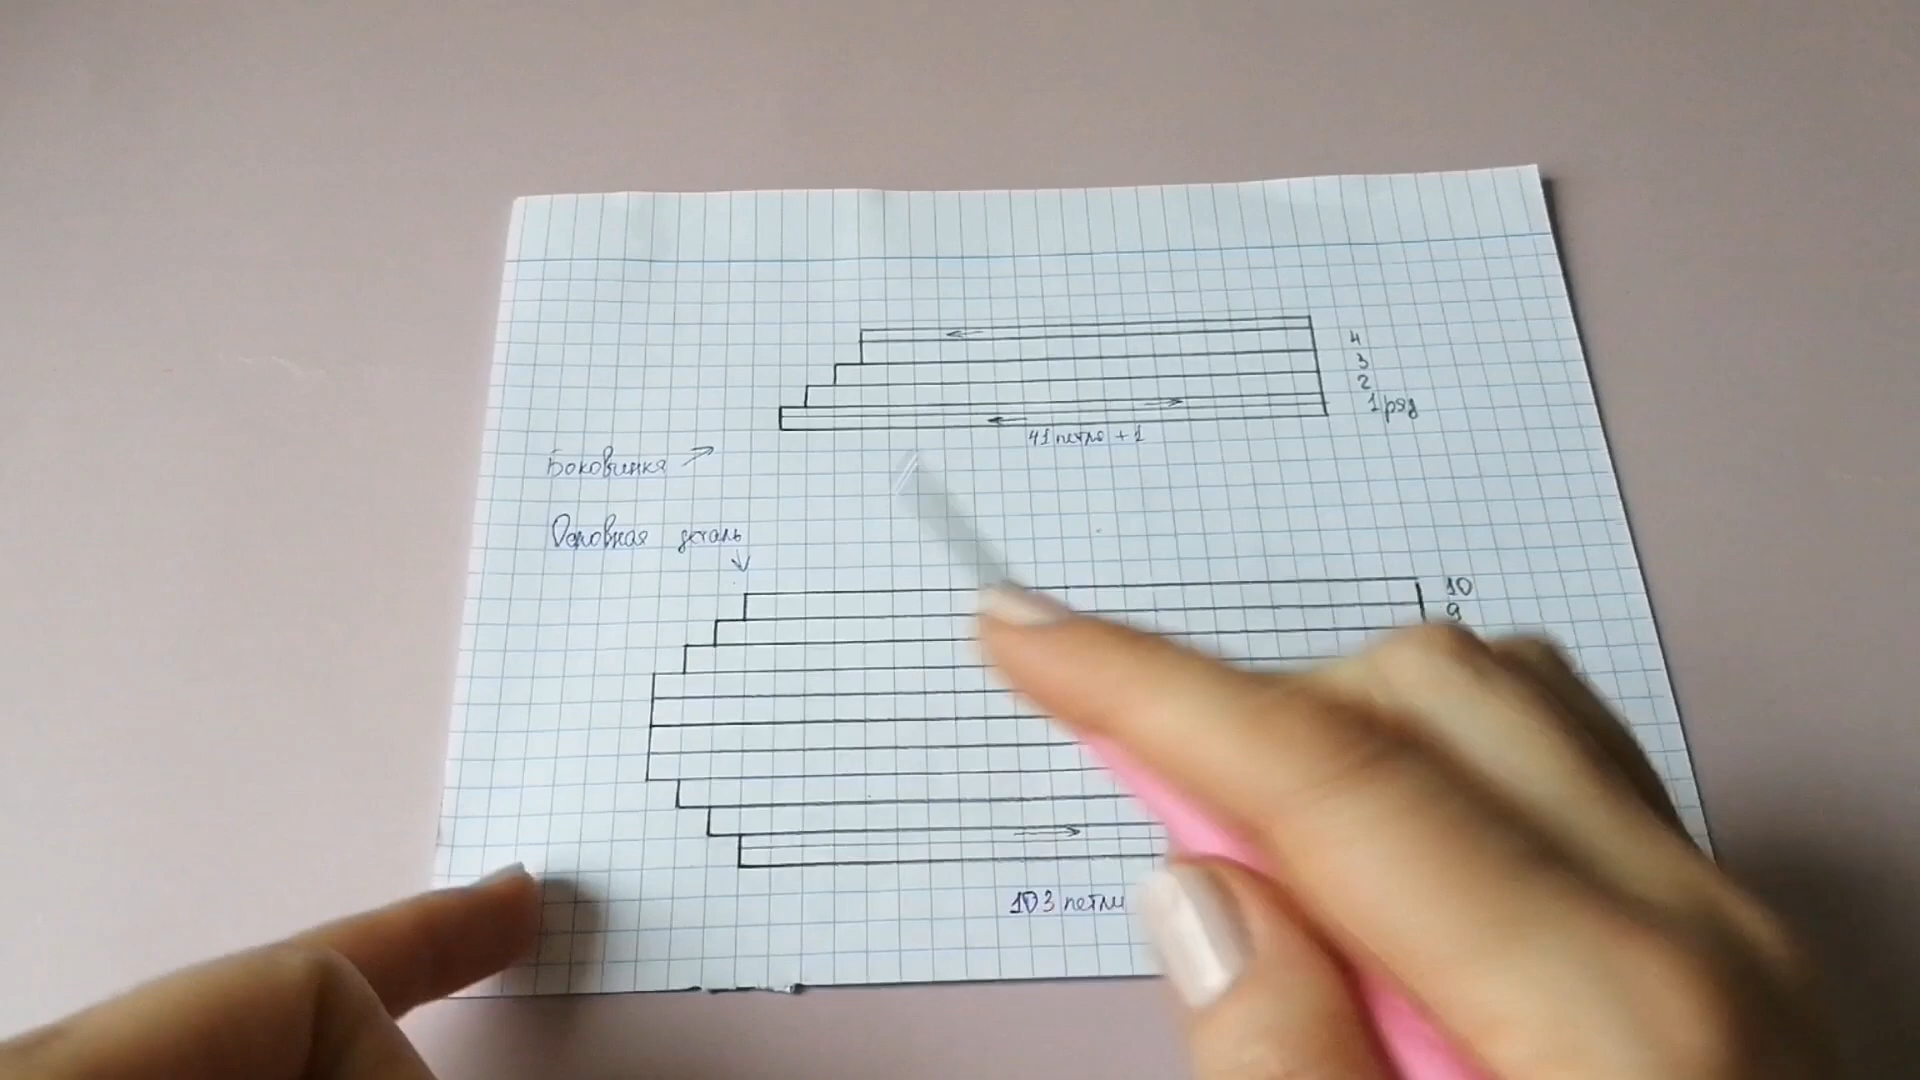 4
3
2
1 ряд
41 петля + 1
Боковинка
Основная деталь
10
9
103 петли